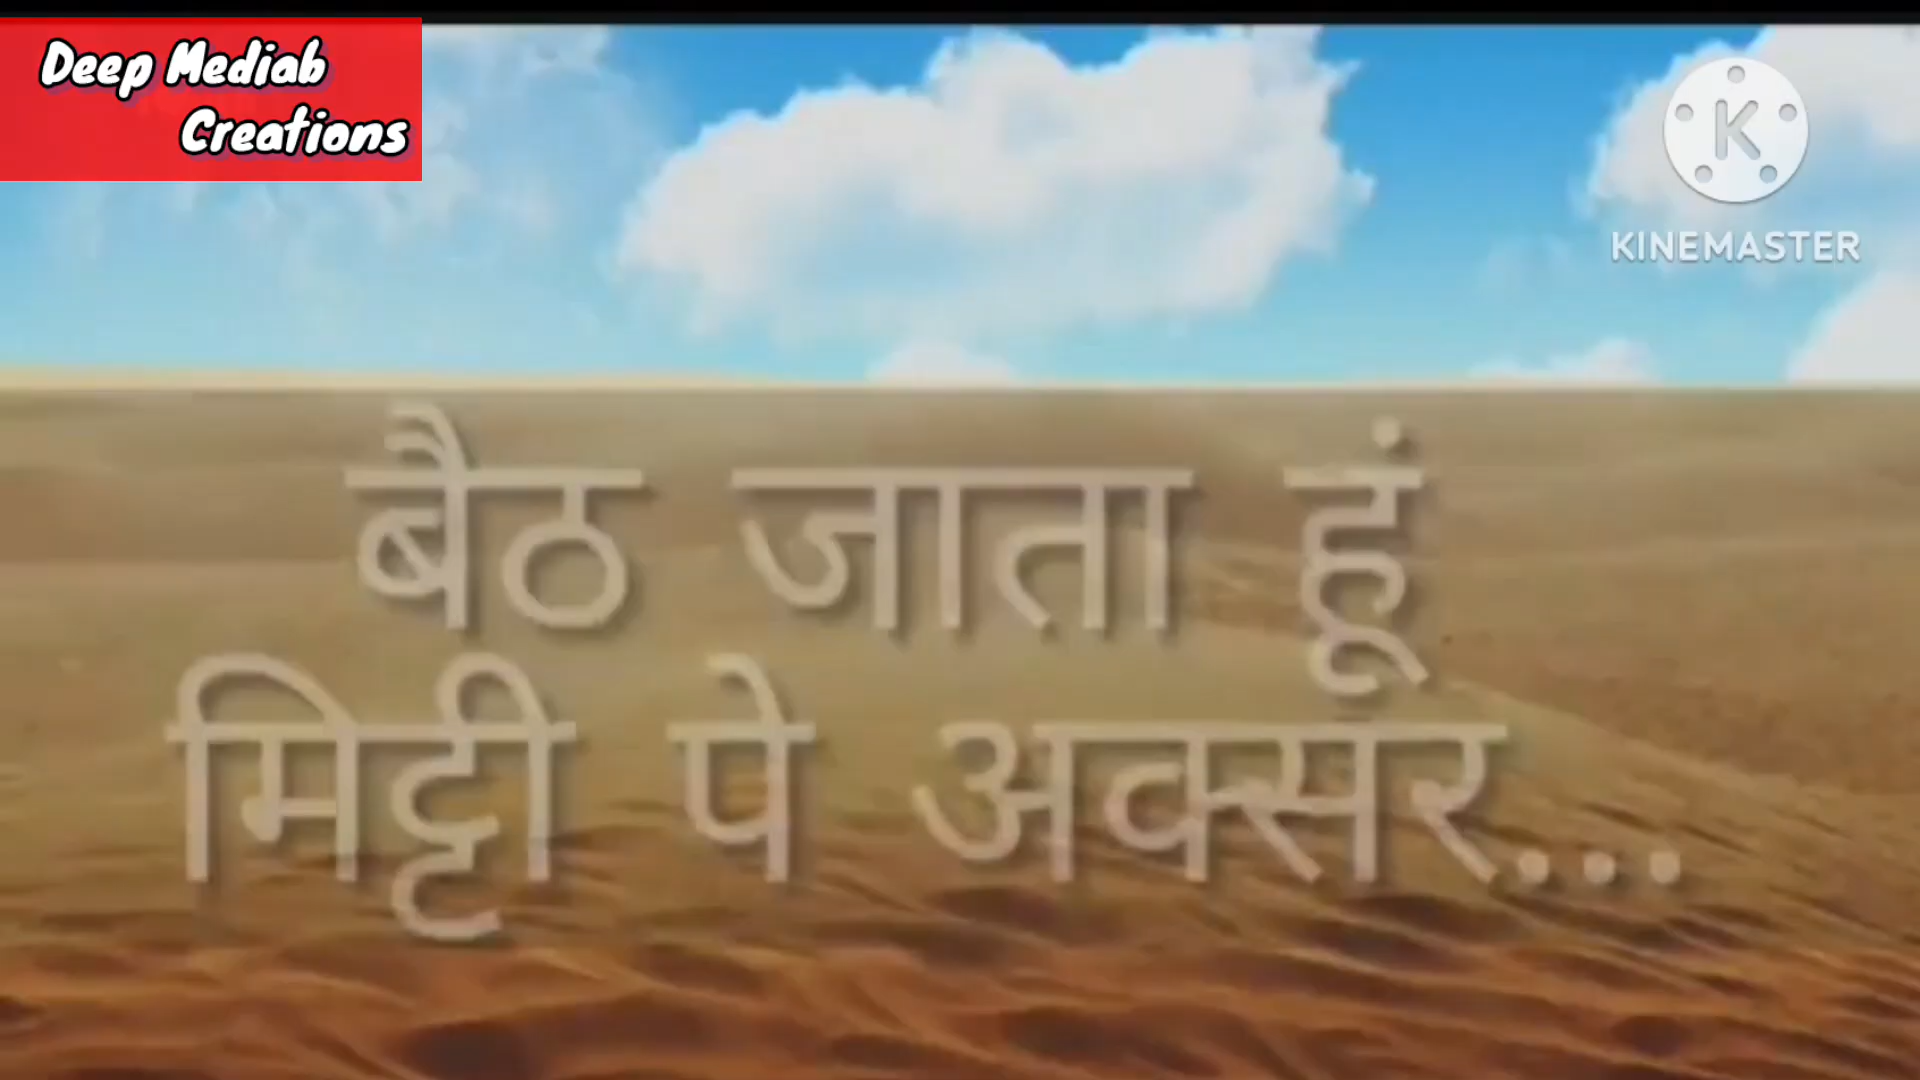 Deep Mediab
Creations
K
KINEMASTER
बैठ जाता हूं
मिट्टी पे अक्सर...